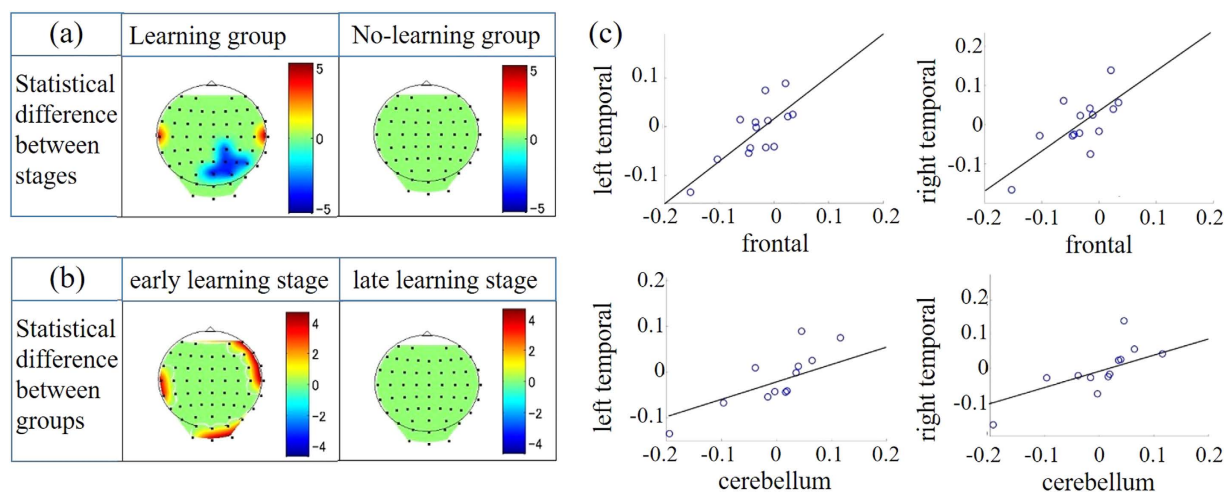 (a)
Learning group
No-learning group
Statistical
difference
between
stages
5
0
-5
5
0
-5
(b)
early learning stage
late learning stage
Statistical
difference
between
groups
4
2
0
-2
-4
4
2
0
-2
-4
(c)
left temporal
0.1
0
-0.1
-0.2 -0.1 0 0.1 0.2
frontal
right temporal
0.2
0.1
0
-0.1
-0.2 -0.1 0 0.1 0.2
frontal
left temporal
0.2
0.1
0
-0.1
-0.2 -0.1 0 0.1 0.2
cerebellum
right temporal
0.2
0.1
0
-0.1
-0.2 -0.1 0 0.1 0.2
cerebellum